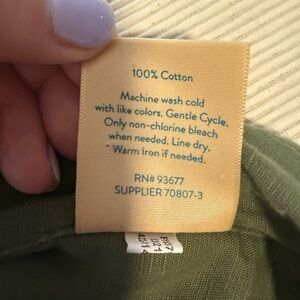 100% Cotton
Machine wash cold
with like colors. Gentle Cycle.
Only non-chlorine bleach
when needed. Line dry.
Warm Iron if needed.
RN# 93677
SUPPLIER 70807-3